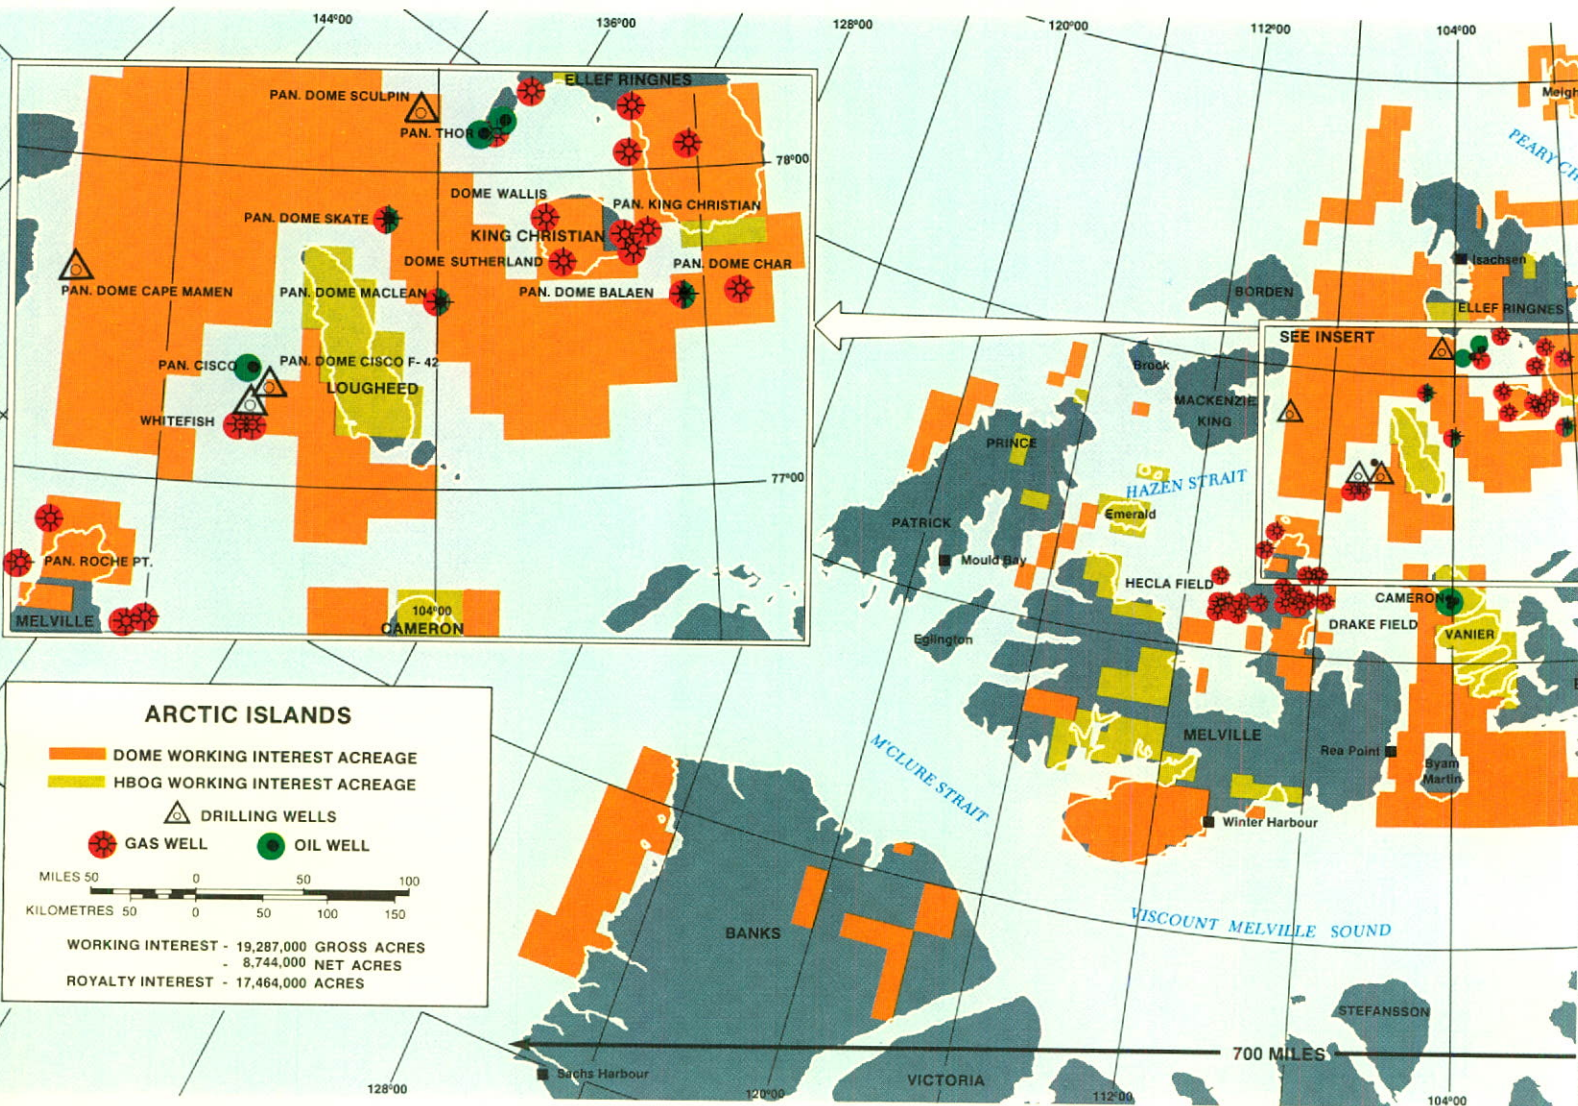 144°00
136°00
128°00
120°00
112°00
104°00
ELLEF RINGNES
PAN. DOME SCULPIN
PAN. THOR
78°00
DOME WALLIS
PAN. KING CHRISTIAN
PAN. DOME SKATE
KING CHRISTIAN
DOME SUTHERLAND
PAN. DOME CHAR
PAN. DOME CAPE MAMEN
PAN. DOME MACLEAN
PAN. DOME BALAEN
PAN. CISCO
PAN. DOME CISCO F-42
LOUGHEED
WHITEFISH
77°00
PAN. ROCHE PT.
MELVILLE
104°00
CAMERON
Meigh
PEARY CH
Isachsen
BORDEN
ELLEF RINGNES
SEE INSERT
Brock
MACKENZIE
KING
PRINCE
HAZEN STRAIT
PATRICK
Emerald
Mould Bay
HECLA FIELD
CAMERON
DRAKE FIELD
VANIER
Eglington
MELVILLE
Rea Point
Byam
Martin
M'CLURE STRAIT
Winter Harbour
VISCOUNT MELVILLE SOUND
BANKS
STEFANSSON
700 MILES
Sachs Harbour
VICTORIA
128°00
120°00
112°00
104°00
ARCTIC ISLANDS
DOME WORKING INTEREST ACREAGE
HBOG WORKING INTEREST ACREAGE
DRILLING WELLS
GAS WELL
OIL WELL
MILES 50 0 50 100
KILOMETRES 50 0 50 100 150
WORKING INTEREST - 19,287,000 GROSS ACRES
- 8,744,000 NET ACRES
ROYALTY INTEREST - 17,464,000 ACRES